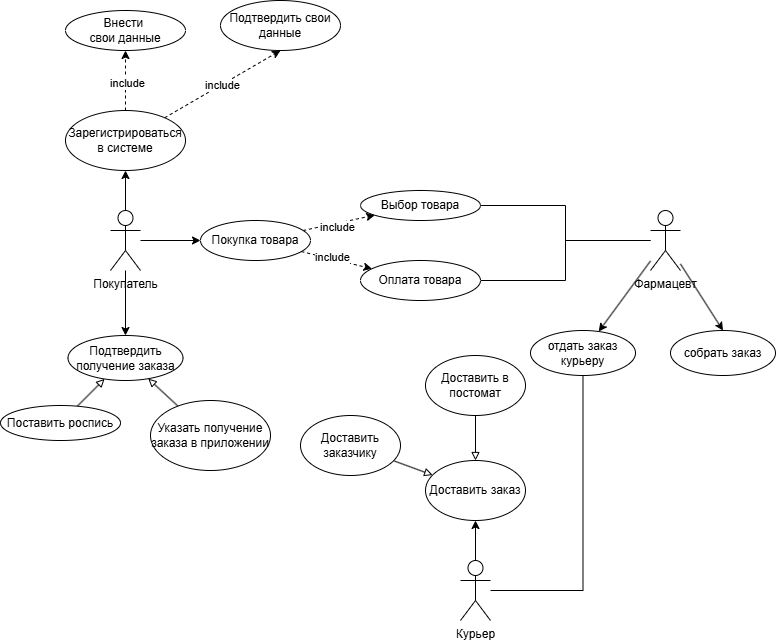 Внести
свои данные
Подтвердить свои
данные
include
include
Зарегистрироваться
в системе
Выбор товара
include
Покупка товара
include
Оплата товара
Покупатель
Фармацевт
Подтвердить
получение заказа
отдать заказ
курьеру
собрать заказ
Доставить в
постомат
Поставить роспись
Указать получение
заказа в приложении
Доставить
заказчику
Доставить заказ
Курьер